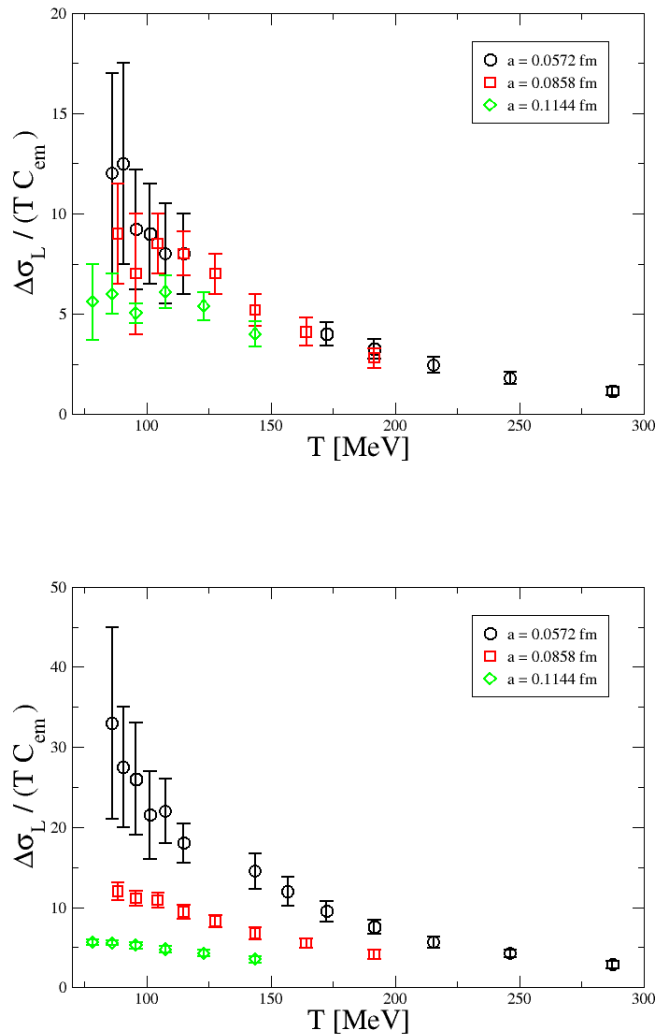 20
15
10
5
0
Δσ_L / (T C_em)
a = 0.0572 fm
a = 0.0858 fm
a = 0.1144 fm
100 150 200 250 300
T [MeV]
50
40
30
20
10
0
Δσ_L / (T C_em)
a = 0.0572 fm
a = 0.0858 fm
a = 0.1144 fm
100 150 200 250 300
T [MeV]